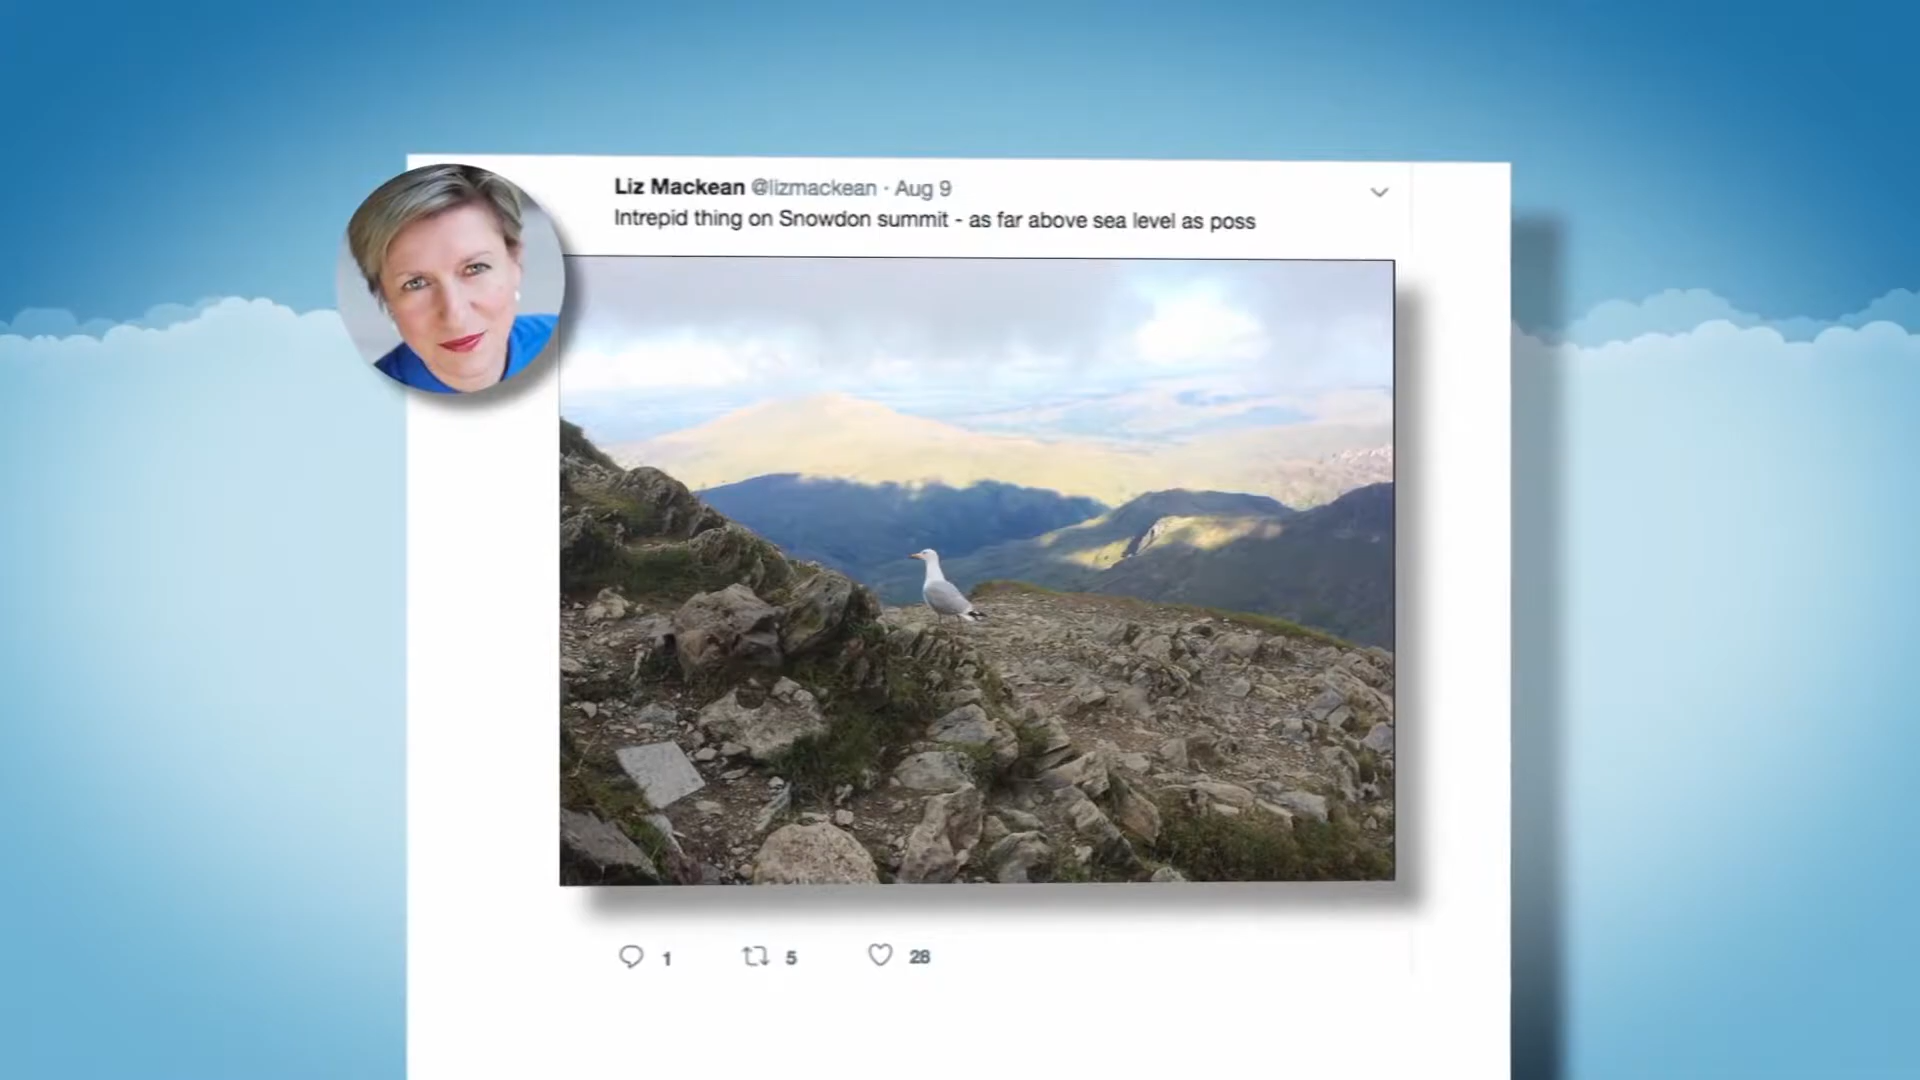 Liz Mackean @lizmackean · Aug 9
Intrepid thing on Snowdon summit - as far above sea level as poss
1 5 28